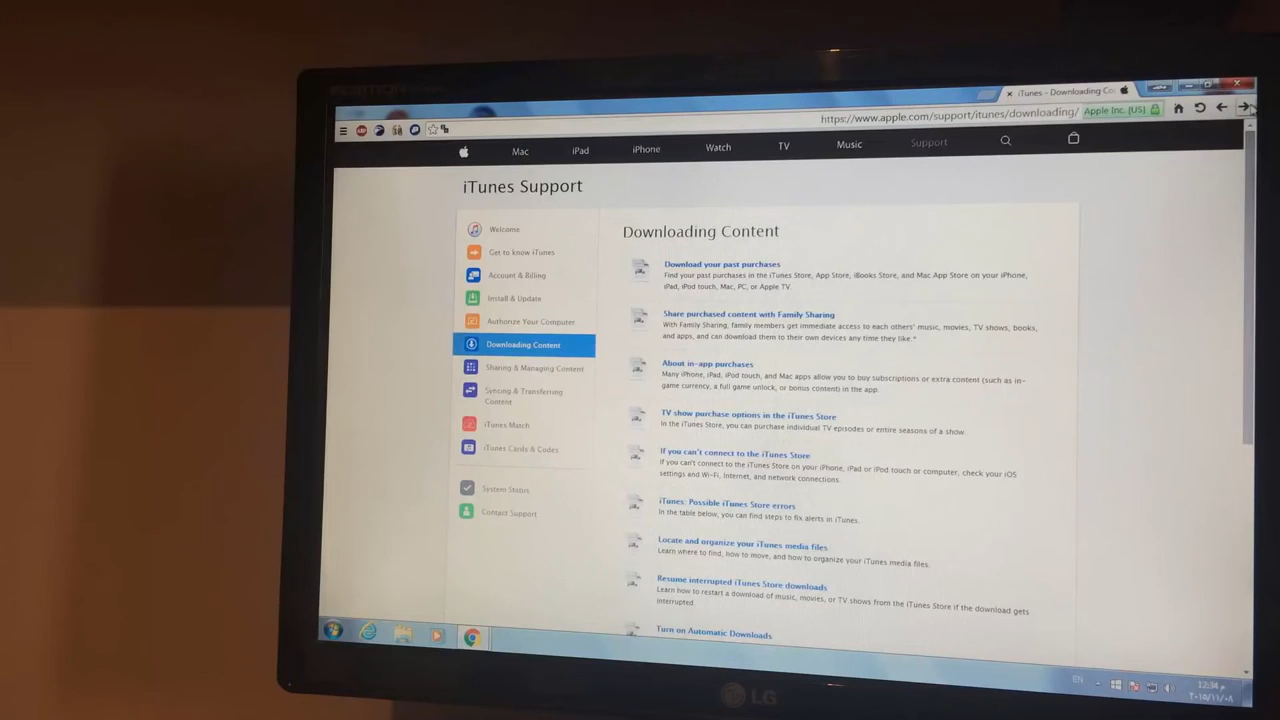 iTunes - Downloading Co
https://www.apple.com/support/itunes/downloading/ Apple Inc. [US]
Mac iPad iPhone Watch TV Music Support
iTunes Support
Welcome
Get to know iTunes
Account & Billing
Install & Update
Authorize Your Computer
Downloading Content
Sharing & Managing Content
Syncing & Transferring
Content
iTunes Match
iTunes Cards & Codes
System Status
Contact Support
Downloading Content
Download your past purchases
Find your past purchases in the iTunes Store, App Store, iBooks Store, and Mac App Store on your iPhone,
iPad, iPod touch, Mac, PC, or Apple TV.
Share purchased content with Family Sharing
With Family Sharing, family members get immediate access to each others' music, movies, TV shows, books,
and apps, and can download them to their own devices any time they like.*
About in-app purchases
Many iPhone, iPad, iPod touch, and Mac apps allow you to buy subscriptions or extra content (such as in-
game currency, a full game unlock, or bonus content) in the app.
TV show purchase options in the iTunes Store
In the iTunes Store, you can purchase individual TV episodes or entire seasons of a show.
If you can't connect to the iTunes Store
If you can't connect to the iTunes Store on your iPhone, iPad or iPod touch or computer, check your iOS
settings and Wi-Fi, Internet, and network connections.
iTunes: Possible iTunes Store errors
In the table below, you can find steps to fix alerts in iTunes.
Locate and organize your iTunes media files
Learn where to find, how to move, and how to organize your iTunes media files.
Resume interrupted iTunes Store downloads
Learn how to restart a download of music, movies, or TV shows from the iTunes Store if the download gets
interrupted.
Turn on Automatic Downloads
EN
12:34 م
٢٠١٥/١١/٠٨
LG